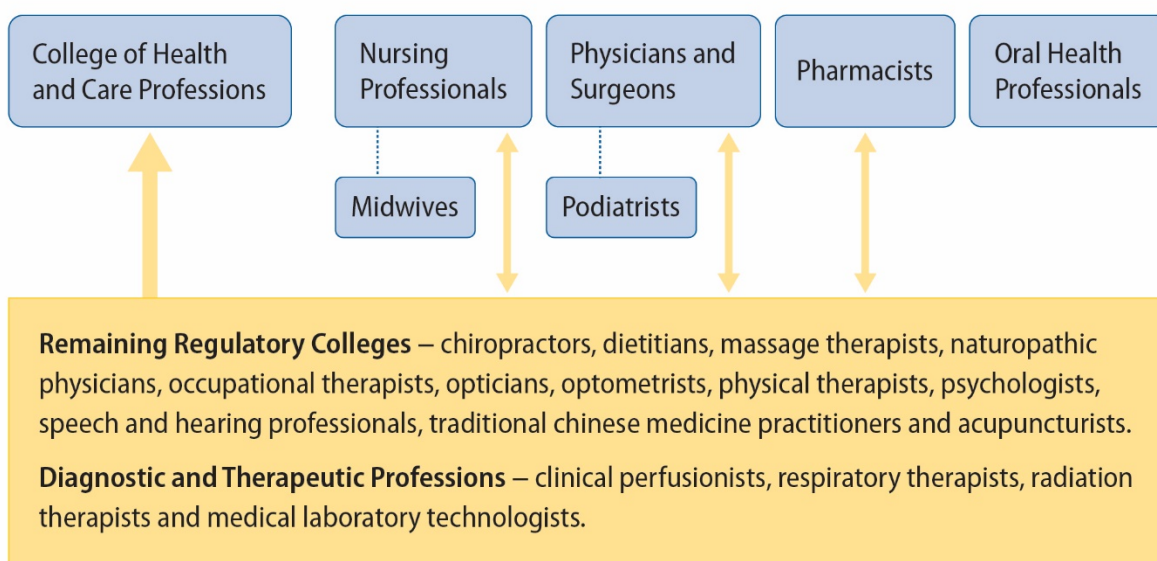 College of Health
and Care Professions
Nursing
Professionals
Physicians and
Surgeons
Pharmacists
Oral Health
Professionals
Midwives
Podiatrists
Remaining Regulatory Colleges – chiropractors, dietitians, massage therapists, naturopathic
physicians, occupational therapists, opticians, optometrists, physical therapists, psychologists,
speech and hearing professionals, traditional chinese medicine practitioners and acupuncturists.
Diagnostic and Therapeutic Professions – clinical perfusionists, respiratory therapists, radiation
therapists and medical laboratory technologists.